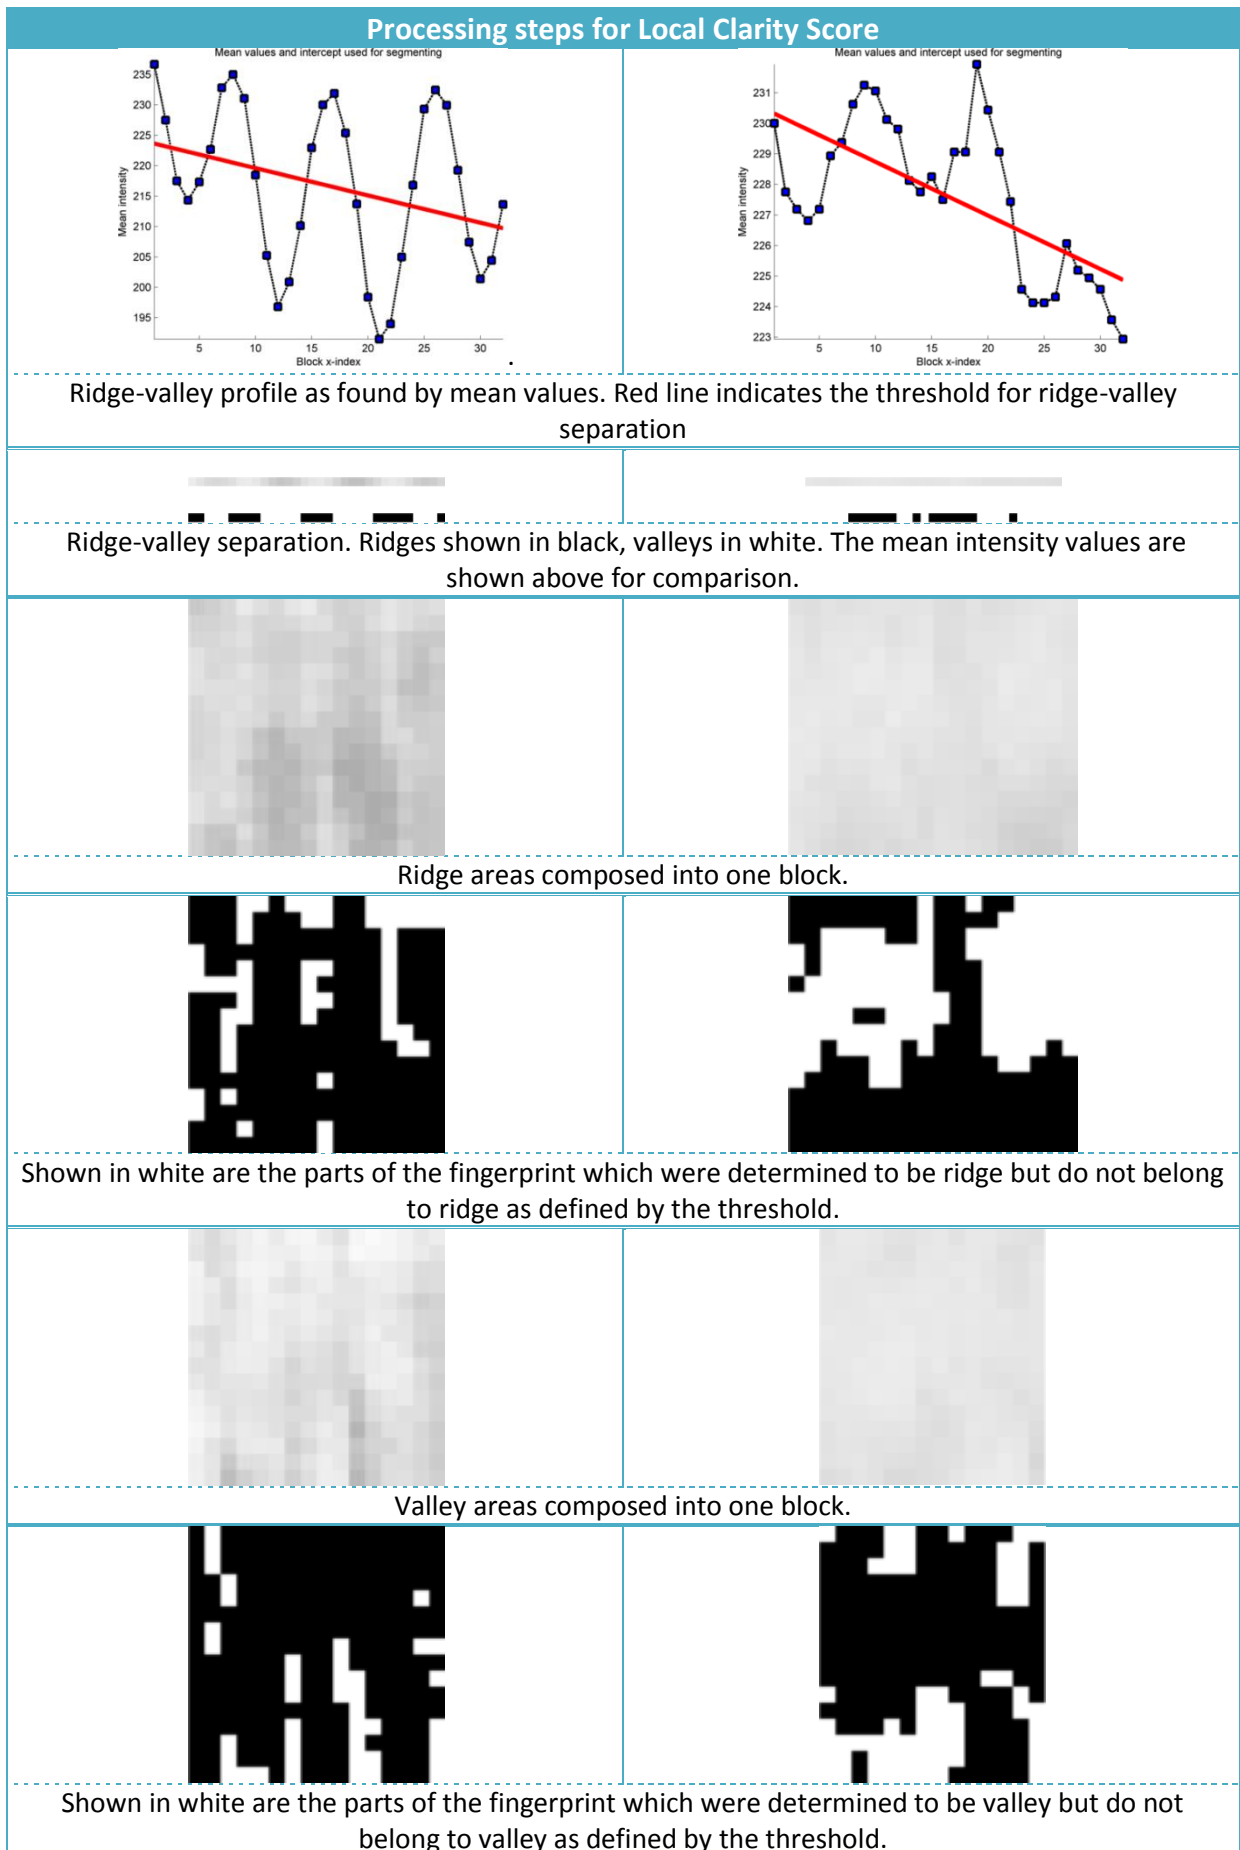 Processing steps for Local Clarity Score
Mean values and intercept used for segmenting
235
230
225
220
215
210
205
200
195
Mean intensity
5 10 15 20 25 30
Block x-index
.
Mean values and intercept used for segmenting
231
230
229
228
227
226
225
224
223
Mean intensity
5 10 15 20 25 30
Block x-index
Ridge-valley profile as found by mean values. Red line indicates the threshold for ridge-valley
separation
Ridge-valley separation. Ridges shown in black, valleys in white. The mean intensity values are
shown above for comparison.
Ridge areas composed into one block.
Shown in white are the parts of the fingerprint which were determined to be ridge but do not belong
to ridge as defined by the threshold.
Valley areas composed into one block.
Shown in white are the parts of the fingerprint which were determined to be valley but do not
belong to valley as defined by the threshold.